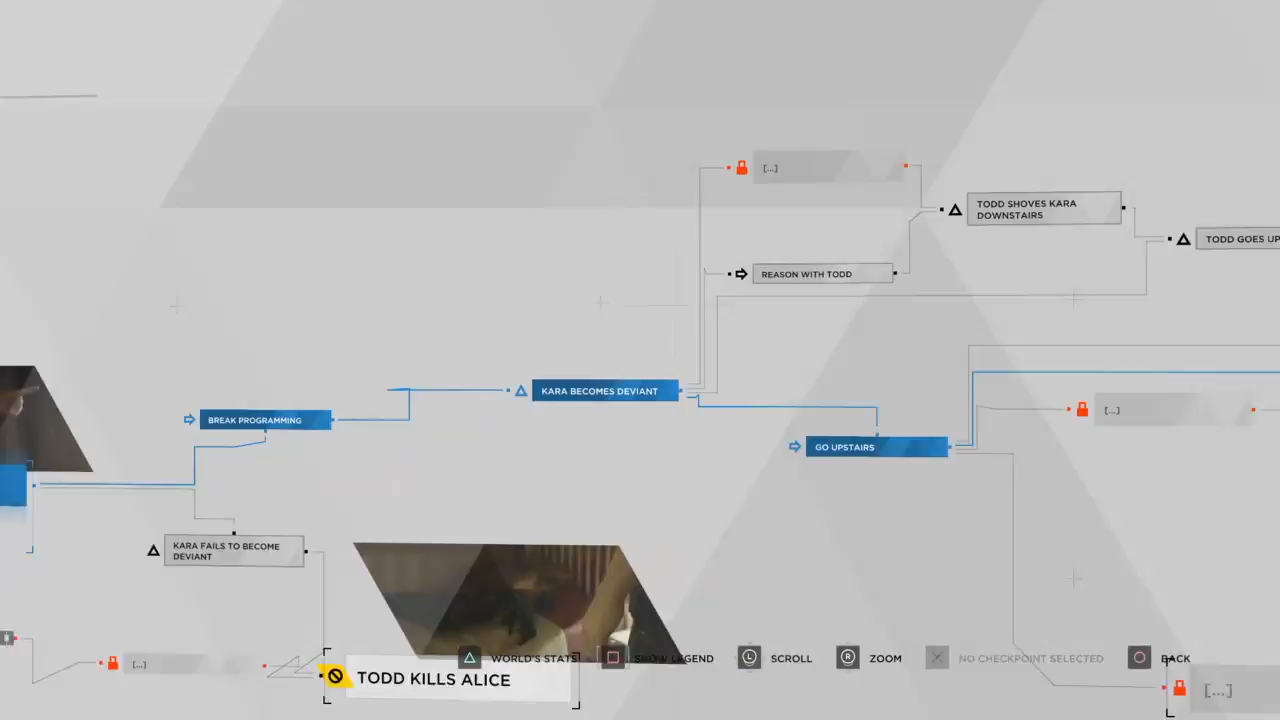 [...]
TODD SHOVES KARA
DOWNSTAIRS
TODD GOES UP
REASON WITH TODD
KARA BECOMES DEVIANT
[...]
BREAK PROGRAMMING
GO UPSTAIRS
KARA FAILS TO BECOME
DEVIANT
[...]
TODD KILLS ALICE
WORLD'S STATS
SHOW LEGEND
L
SCROLL
R
ZOOM
NO CHECKPOINT SELECTED
BACK
[...]